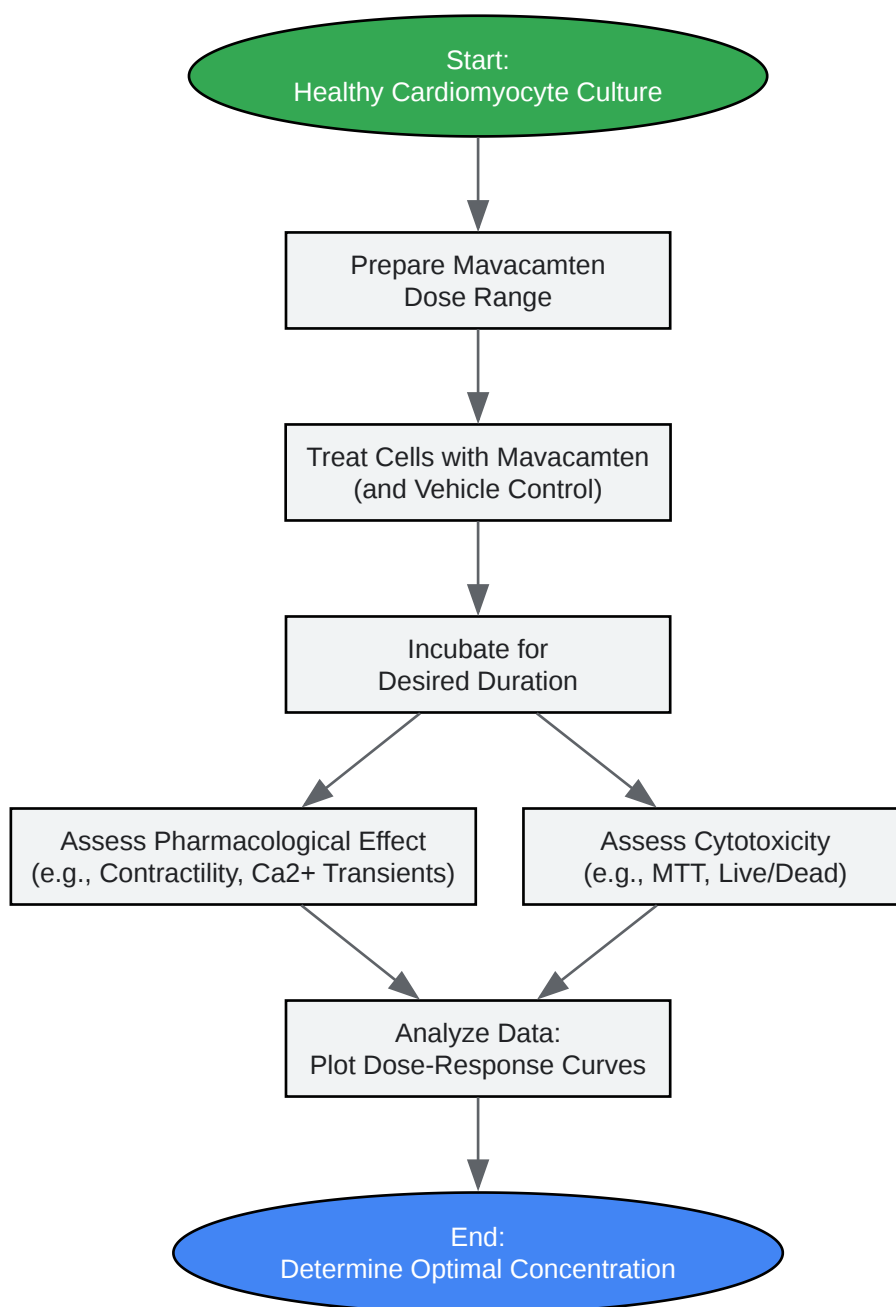 Start:
Healthy Cardiomyocyte Culture
Prepare Mavacamten
Dose Range
Treat Cells with Mavacamten
(and Vehicle Control)
Incubate for
Desired Duration
Assess Pharmacological Effect
(e.g., Contractility, Ca2+ Transients)
Assess Cytotoxicity
(e.g., MTT, Live/Dead)
Analyze Data:
Plot Dose-Response Curves
End:
Determine Optimal Concentration